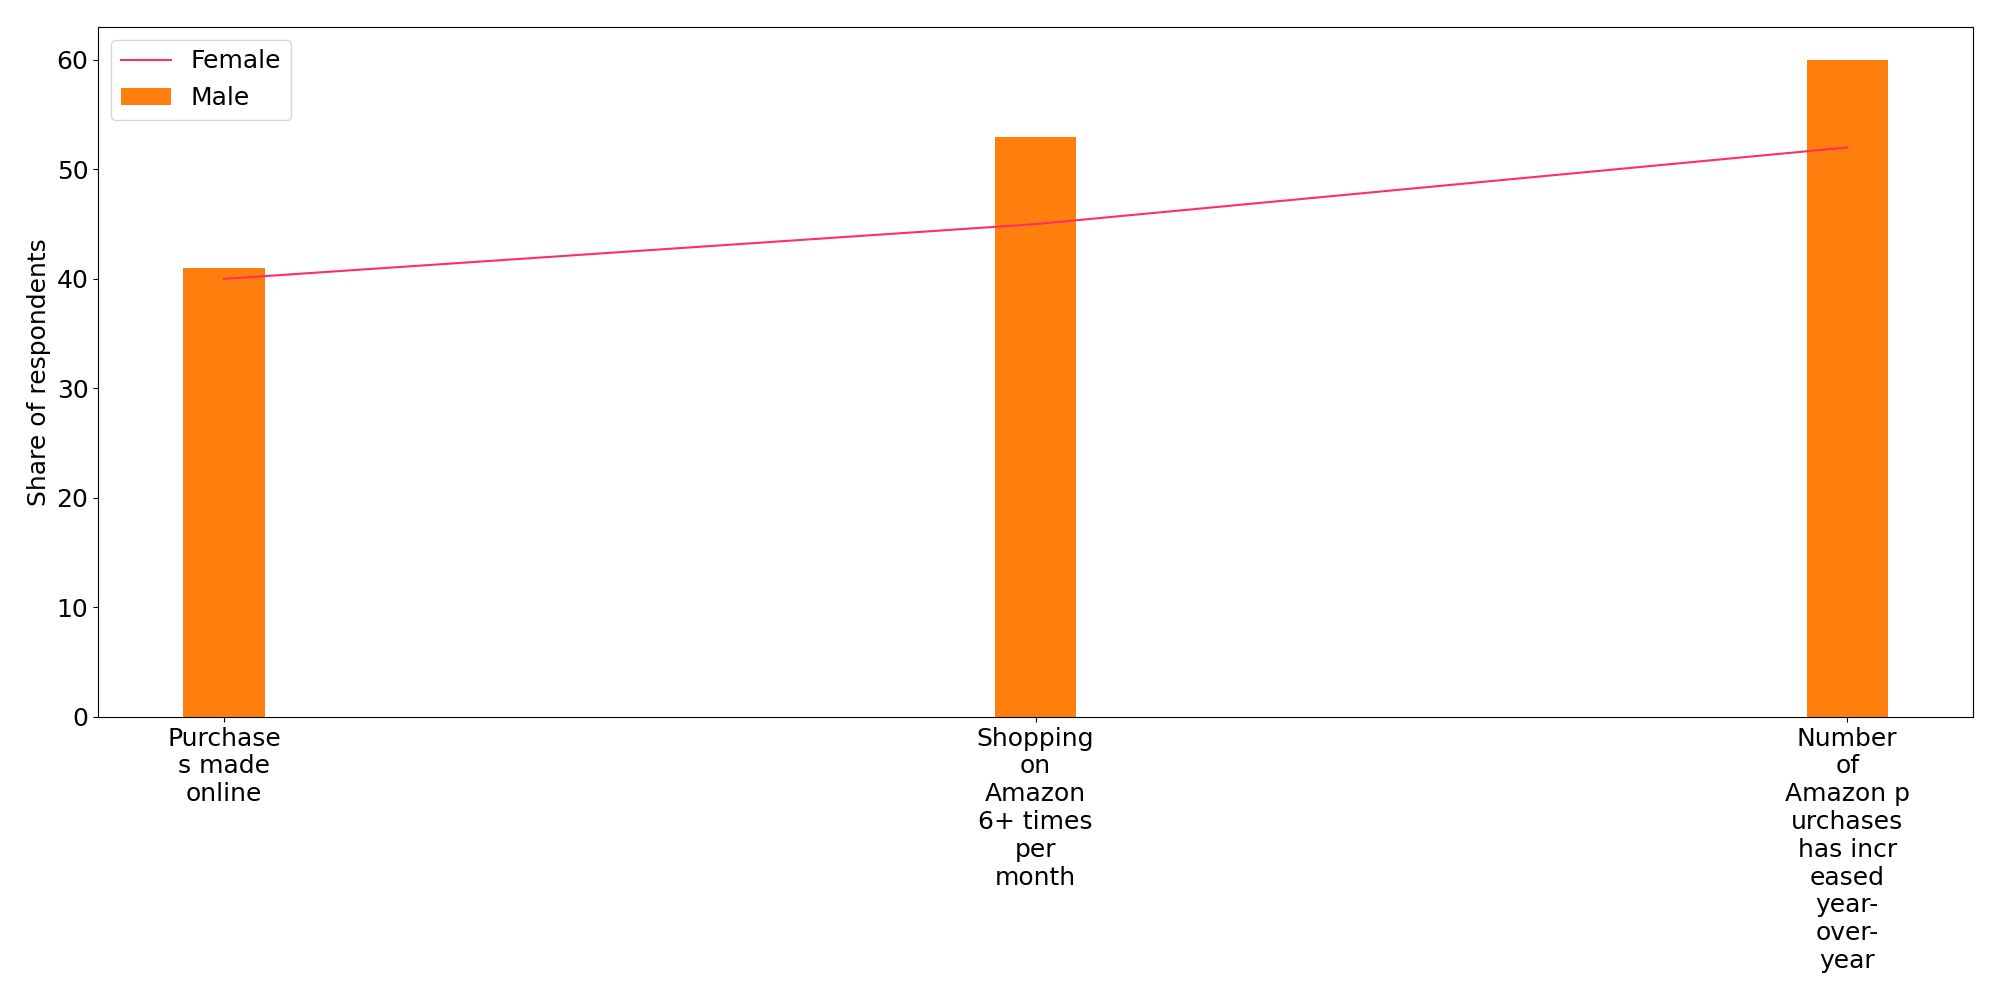 Female
Male
Share of respondents
60
50
40
30
20
10
0
Purchase
s made
online
Shopping
on
Amazon
6+ times
per
month
Number
of
Amazon p
urchases
has incr
eased
year-
over-
year